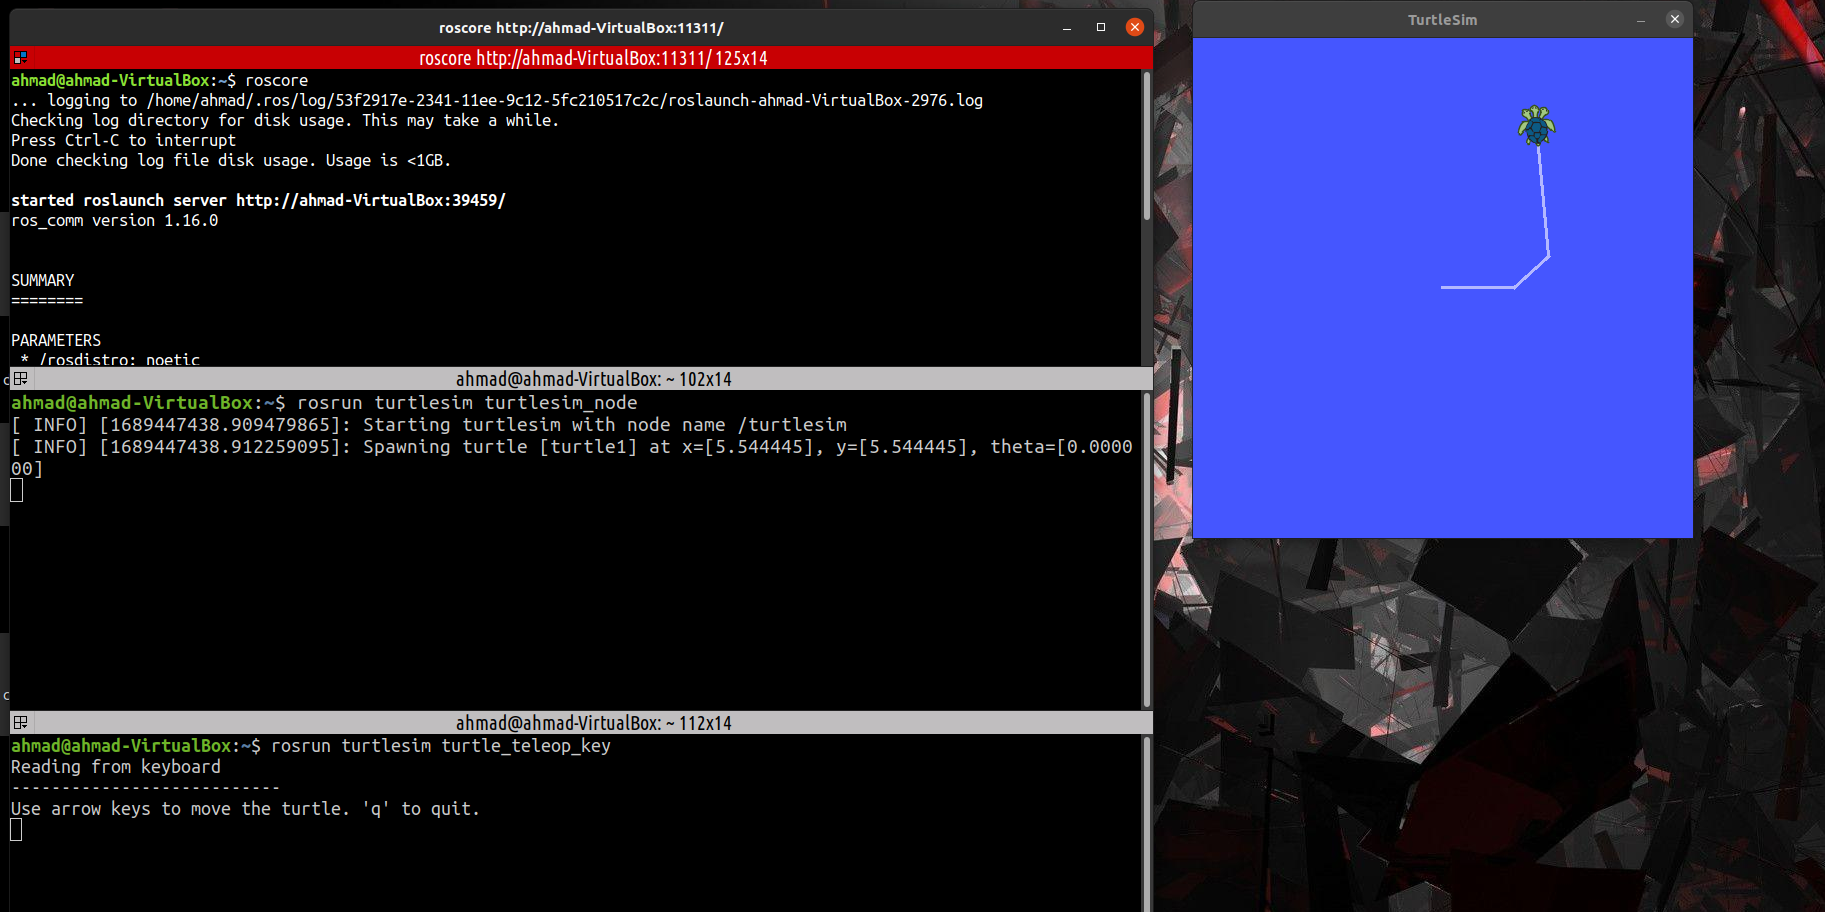 roscore http://ahmad-VirtualBox:11311/
roscore http://ahmad-VirtualBox:11311/ 125x14
ahmad@ahmad-VirtualBox:~$ roscore
... logging to /home/ahmad/.ros/log/53f2917e-2341-11ee-9c12-5fc210517c2c/roslaunch-ahmad-VirtualBox-2976.log
Checking log directory for disk usage. This may take a while.
Press Ctrl-C to interrupt
Done checking log file disk usage. Usage is <1GB.
started roslaunch server http://ahmad-VirtualBox:39459/
ros_comm version 1.16.0
SUMMARY
========
PARAMETERS
* /rosdistro: noetic
ahmad@ahmad-VirtualBox: ~ 102x14
ahmad@ahmad-VirtualBox:~$ rosrun turtlesim turtlesim_node
[ INFO] [1689447438.909479865]: Starting turtlesim with node name /turtlesim
[ INFO] [1689447438.912259095]: Spawning turtle [turtle1] at x=[5.544445], y=[5.544445], theta=[0.0000
00]
ahmad@ahmad-VirtualBox: ~ 112x14
ahmad@ahmad-VirtualBox:~$ rosrun turtlesim turtle_teleop_key
Reading from keyboard
---------------------------
Use arrow keys to move the turtle. 'q' to quit.
TurtleSim